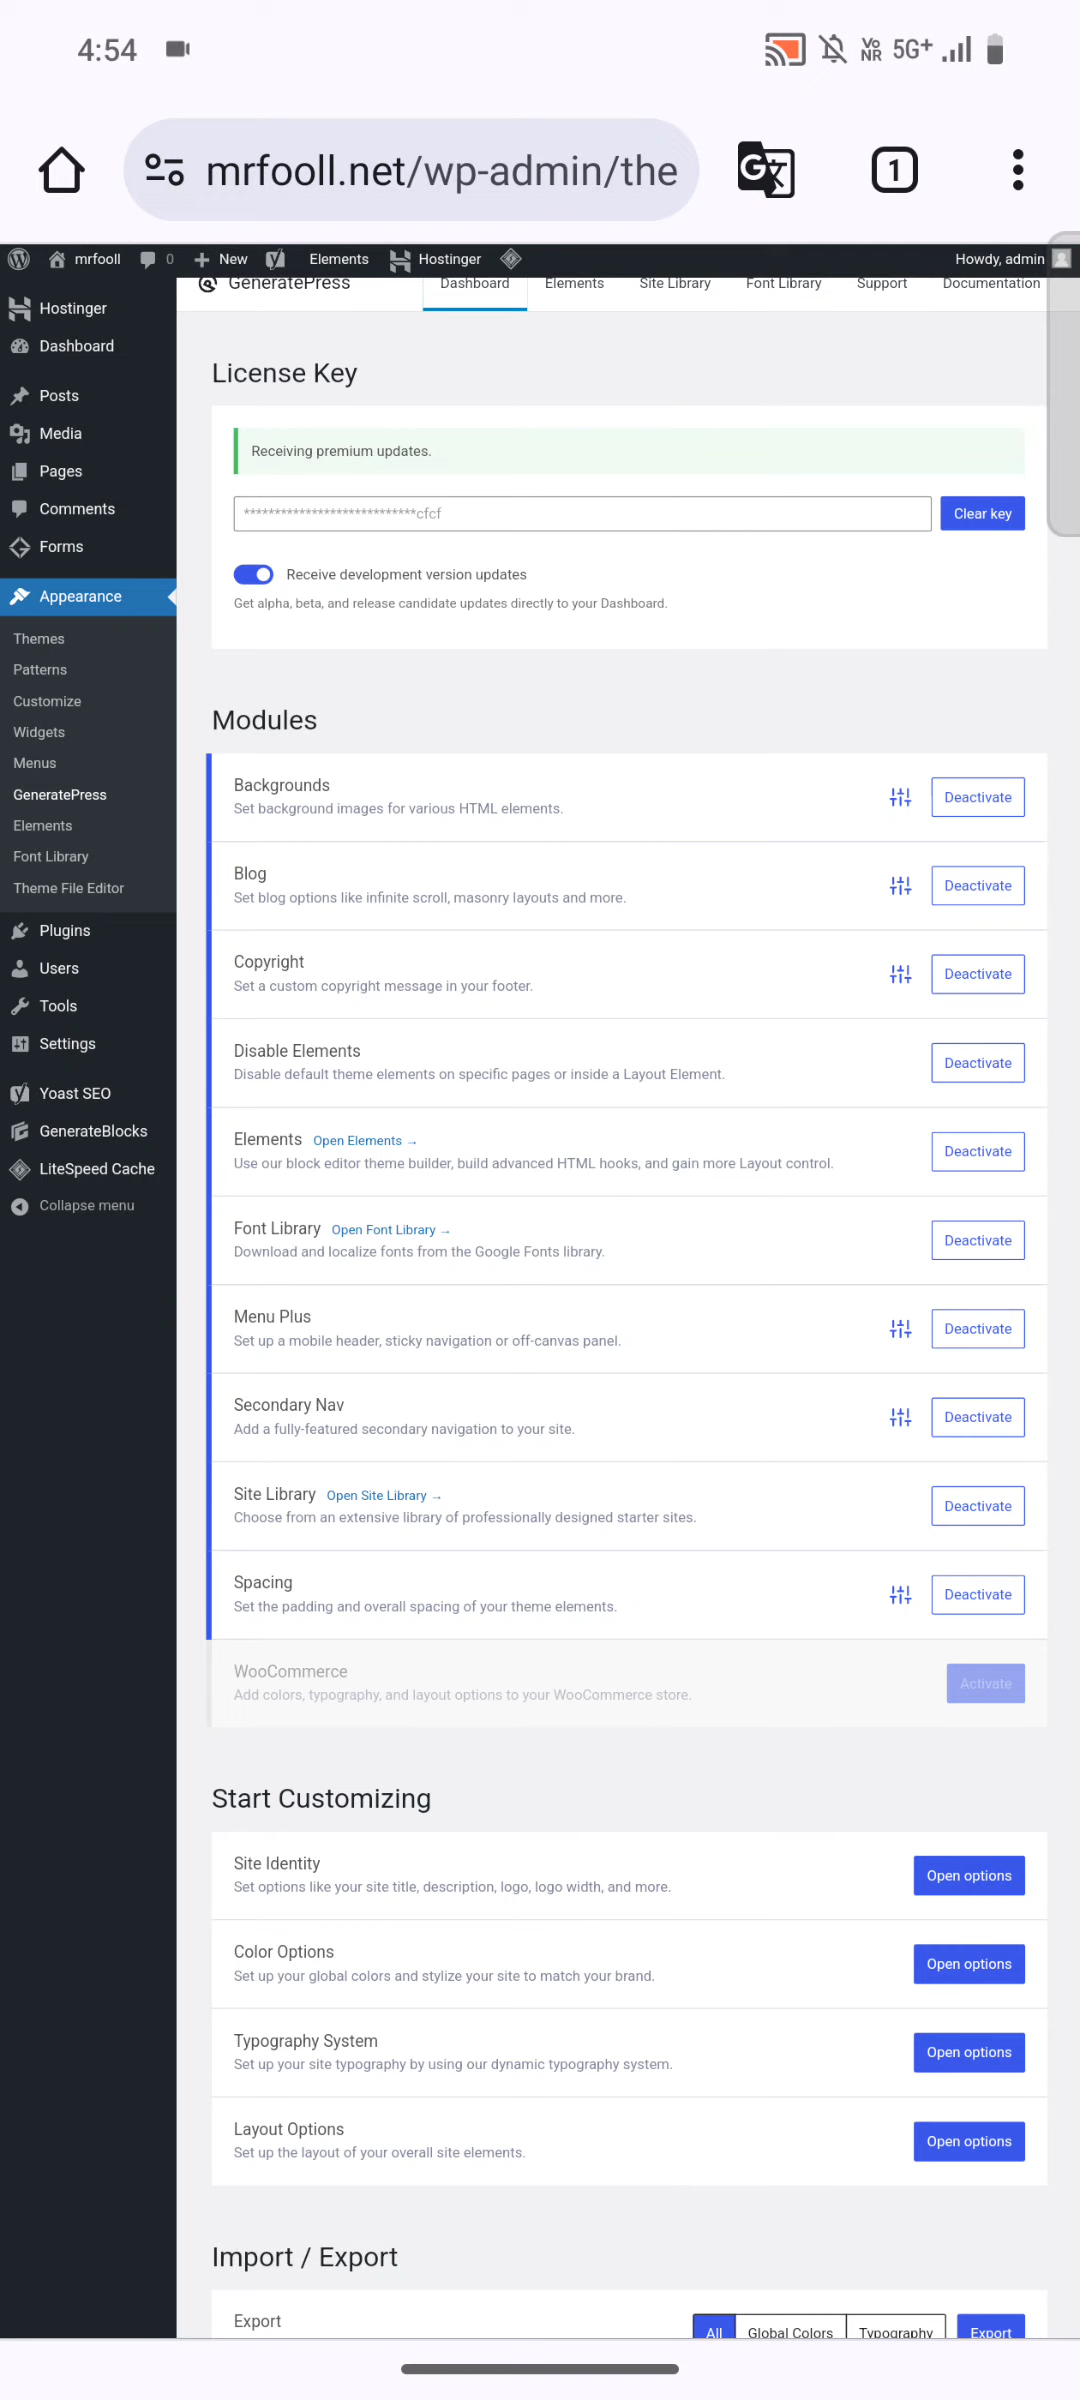 4:54
Vo NR 5G+
mrfooll.net/wp-admin/the
1
mrfooll 0 New Elements Hostinger Howdy, admin
GeneratePress Dashboard Elements Site Library Font Library Support Documentation
Hostinger
Dashboard
Posts
Media
Pages
Comments
Forms
Appearance
Themes
Patterns
Customize
Widgets
Menus
GeneratePress
Elements
Font Library
Theme File Editor
Plugins
Users
Tools
Settings
Yoast SEO
GenerateBlocks
LiteSpeed Cache
Collapse menu
License Key
Receiving premium updates.
****************************cfcf Clear key
Receive development version updates
Get alpha, beta, and release candidate updates directly to your Dashboard.
Modules
Backgrounds
Set background images for various HTML elements.
Deactivate
Blog
Set blog options like infinite scroll, masonry layouts and more.
Deactivate
Copyright
Set a custom copyright message in your footer.
Deactivate
Disable Elements
Disable default theme elements on specific pages or inside a Layout Element.
Deactivate
Elements Open Elements →
Use our block editor theme builder, build advanced HTML hooks, and gain more Layout control.
Deactivate
Font Library Open Font Library →
Download and localize fonts from the Google Fonts library.
Deactivate
Menu Plus
Set up a mobile header, sticky navigation or off-canvas panel.
Deactivate
Secondary Nav
Add a fully-featured secondary navigation to your site.
Deactivate
Site Library Open Site Library →
Choose from an extensive library of professionally designed starter sites.
Deactivate
Spacing
Set the padding and overall spacing of your theme elements.
Deactivate
WooCommerce
Add colors, typography, and layout options to your WooCommerce store.
Activate
Start Customizing
Site Identity
Set options like your site title, description, logo, logo width, and more.
Open options
Color Options
Set up your global colors and stylize your site to match your brand.
Open options
Typography System
Set up your site typography by using our dynamic typography system.
Open options
Layout Options
Set up the layout of your overall site elements.
Open options
Import / Export
Export
All Global Colors Typography Export